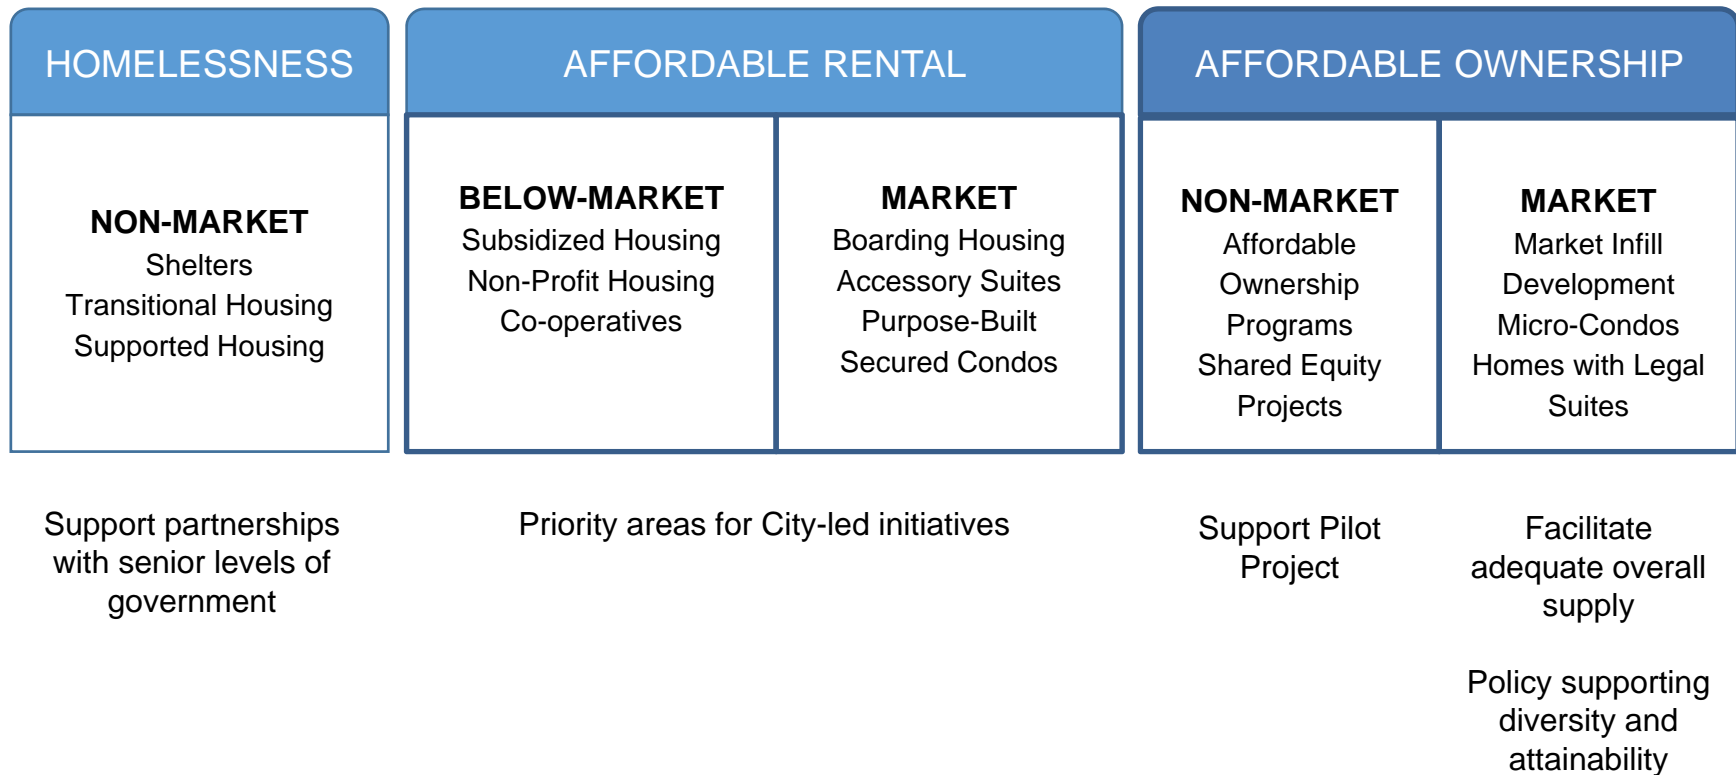 HOMELESSNESS
NON-MARKET
Shelters
Transitional Housing
Supported Housing
Support partnerships
with senior levels of
government
AFFORDABLE RENTAL
BELOW-MARKET
Subsidized Housing
Non-Profit Housing
Co-operatives
MARKET
Boarding Housing
Accessory Suites
Purpose-Built
Secured Condos
Priority areas for City-led initiatives
AFFORDABLE OWNERSHIP
NON-MARKET
Affordable
Ownership
Programs
Shared Equity
Projects
Support Pilot
Project
MARKET
Market Infill
Development
Micro-Condos
Homes with Legal
Suites
Facilitate
adequate overall
supply
Policy supporting
diversity and
attainability